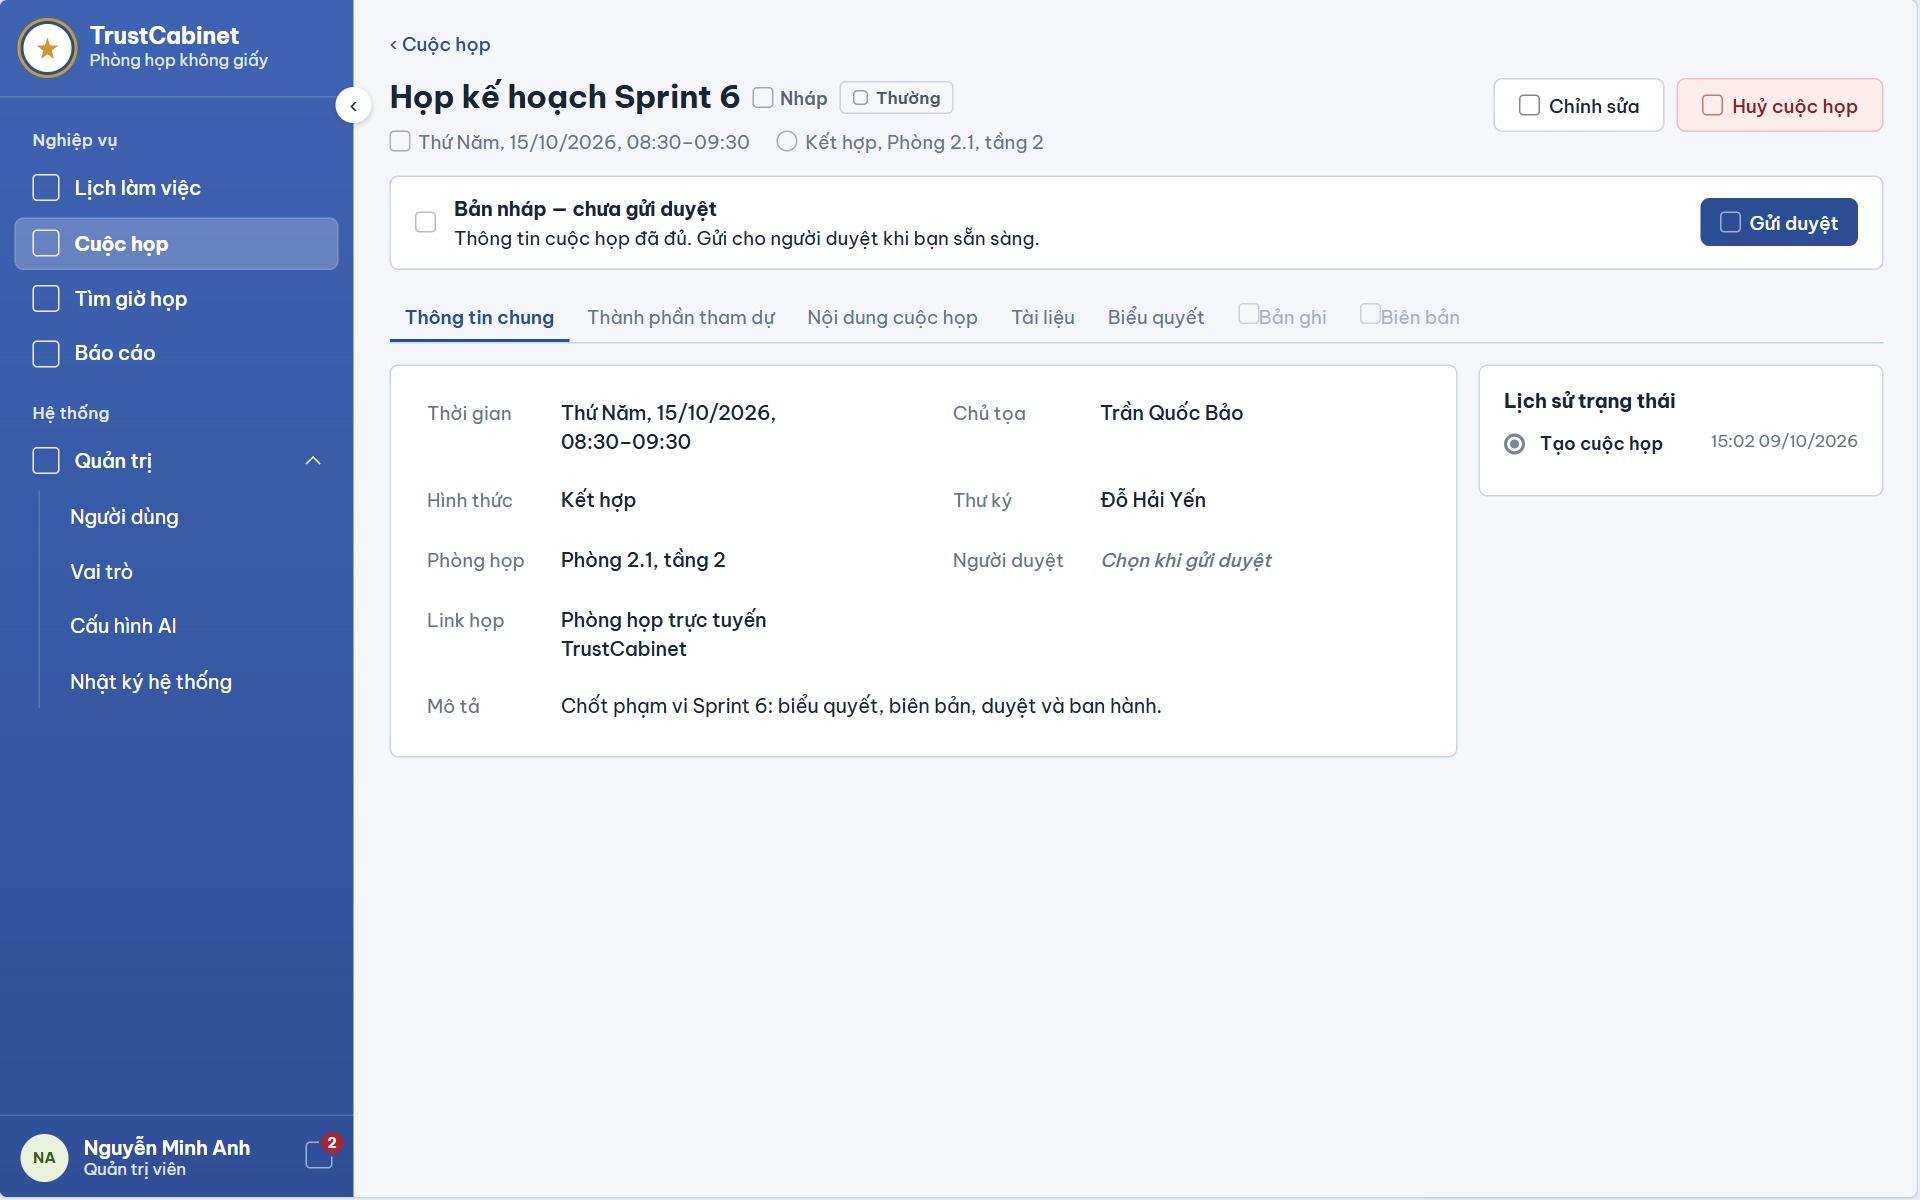 TrustCabinet
Phòng họp không giấy
Nghiệp vụ
Lịch làm việc
Cuộc họp
Tìm giờ họp
Báo cáo
Hệ thống
Quản trị
Người dùng
Vai trò
Cấu hình AI
Nhật ký hệ thống
NA
Nguyễn Minh Anh
Quản trị viên
2
‹ Cuộc họp
Họp kế hoạch Sprint 6
Nháp
Thường
Thứ Năm, 15/10/2026, 08:30–09:30
Kết hợp, Phòng 2.1, tầng 2
Chỉnh sửa
Huỷ cuộc họp
Bản nháp — chưa gửi duyệt
Thông tin cuộc họp đã đủ. Gửi cho người duyệt khi bạn sẵn sàng.
Gửi duyệt
Thông tin chung
Thành phần tham dự
Nội dung cuộc họp
Tài liệu
Biểu quyết
Bản ghi
Biên bản
Thời gian
Thứ Năm, 15/10/2026,
08:30–09:30
Chủ tọa
Trần Quốc Bảo
Hình thức
Kết hợp
Thư ký
Đỗ Hải Yến
Phòng họp
Phòng 2.1, tầng 2
Người duyệt
Chọn khi gửi duyệt
Link họp
Phòng họp trực tuyến
TrustCabinet
Mô tả
Chốt phạm vi Sprint 6: biểu quyết, biên bản, duyệt và ban hành.
Lịch sử trạng thái
Tạo cuộc họp
15:02 09/10/2026